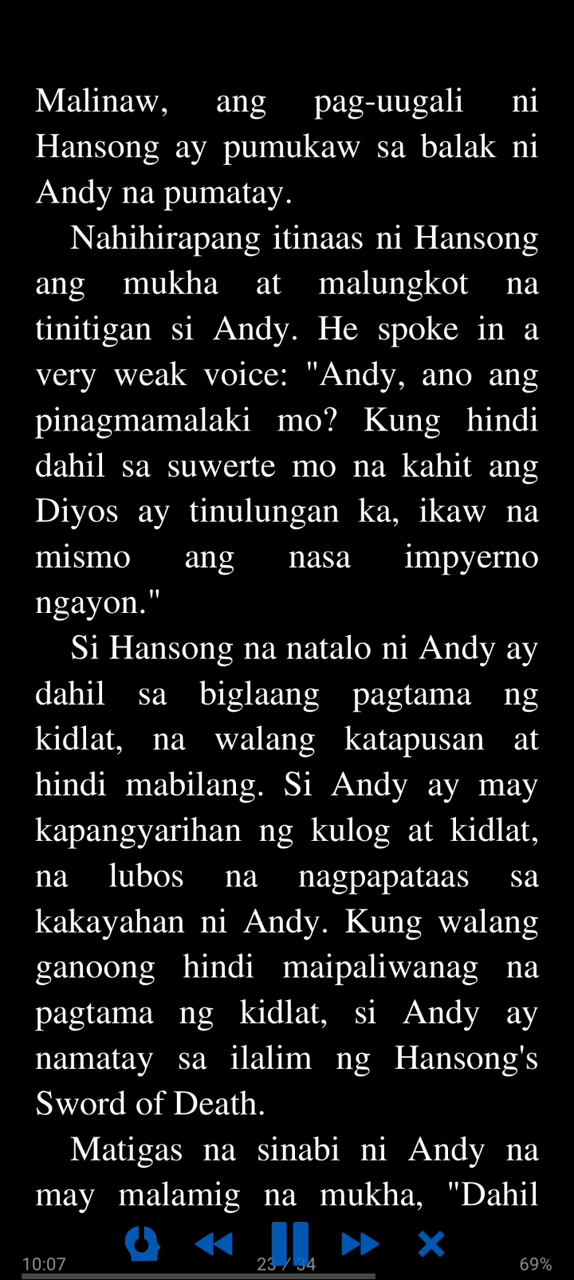 Malinaw, ang pag-uugali ni
Hansong ay pumukaw sa balak ni
Andy na pumatay.
Nahihirapang itinaas ni Hansong
ang mukha at malungkot na
tinitigan si Andy. He spoke in a
very weak voice: "Andy, ano ang
pinagmamalaki mo? Kung hindi
dahil sa suwerte mo na kahit ang
Diyos ay tinulungan ka, ikaw na
mismo ang nasa impyerno
ngayon."
Si Hansong na natalo ni Andy ay
dahil sa biglaang pagtama ng
kidlat, na walang katapusan at
hindi mabilang. Si Andy ay may
kapangyarihan ng kulog at kidlat,
na lubos na nagpapataas sa
kakayahan ni Andy. Kung walang
ganoong hindi maipaliwanag na
pagtama ng kidlat, si Andy ay
namatay sa ilalim ng Hansong's
Sword of Death.
Matigas na sinabi ni Andy na
may malamig na mukha, "Dahil
10:07 23 / 34 69%